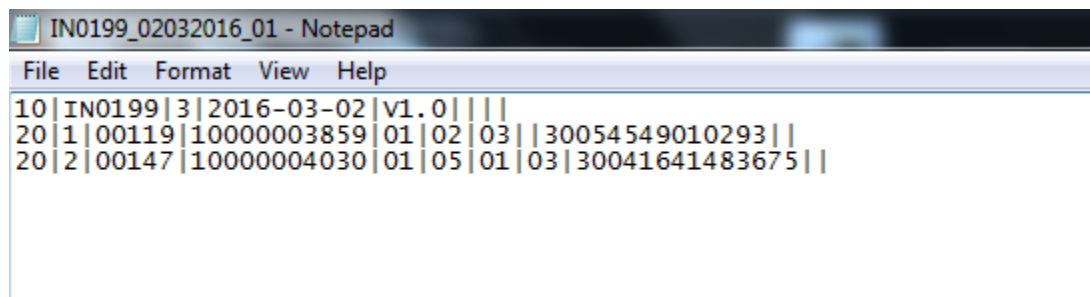 IN0199_02032016_01 - Notepad
File Edit Format View Help
10|IN0199|3|2016-03-02|V1.0||||
20|1|00119|10000003859|01|02|03||30054549010293||
20|2|00147|10000004030|01|05|01|03|30041641483675||